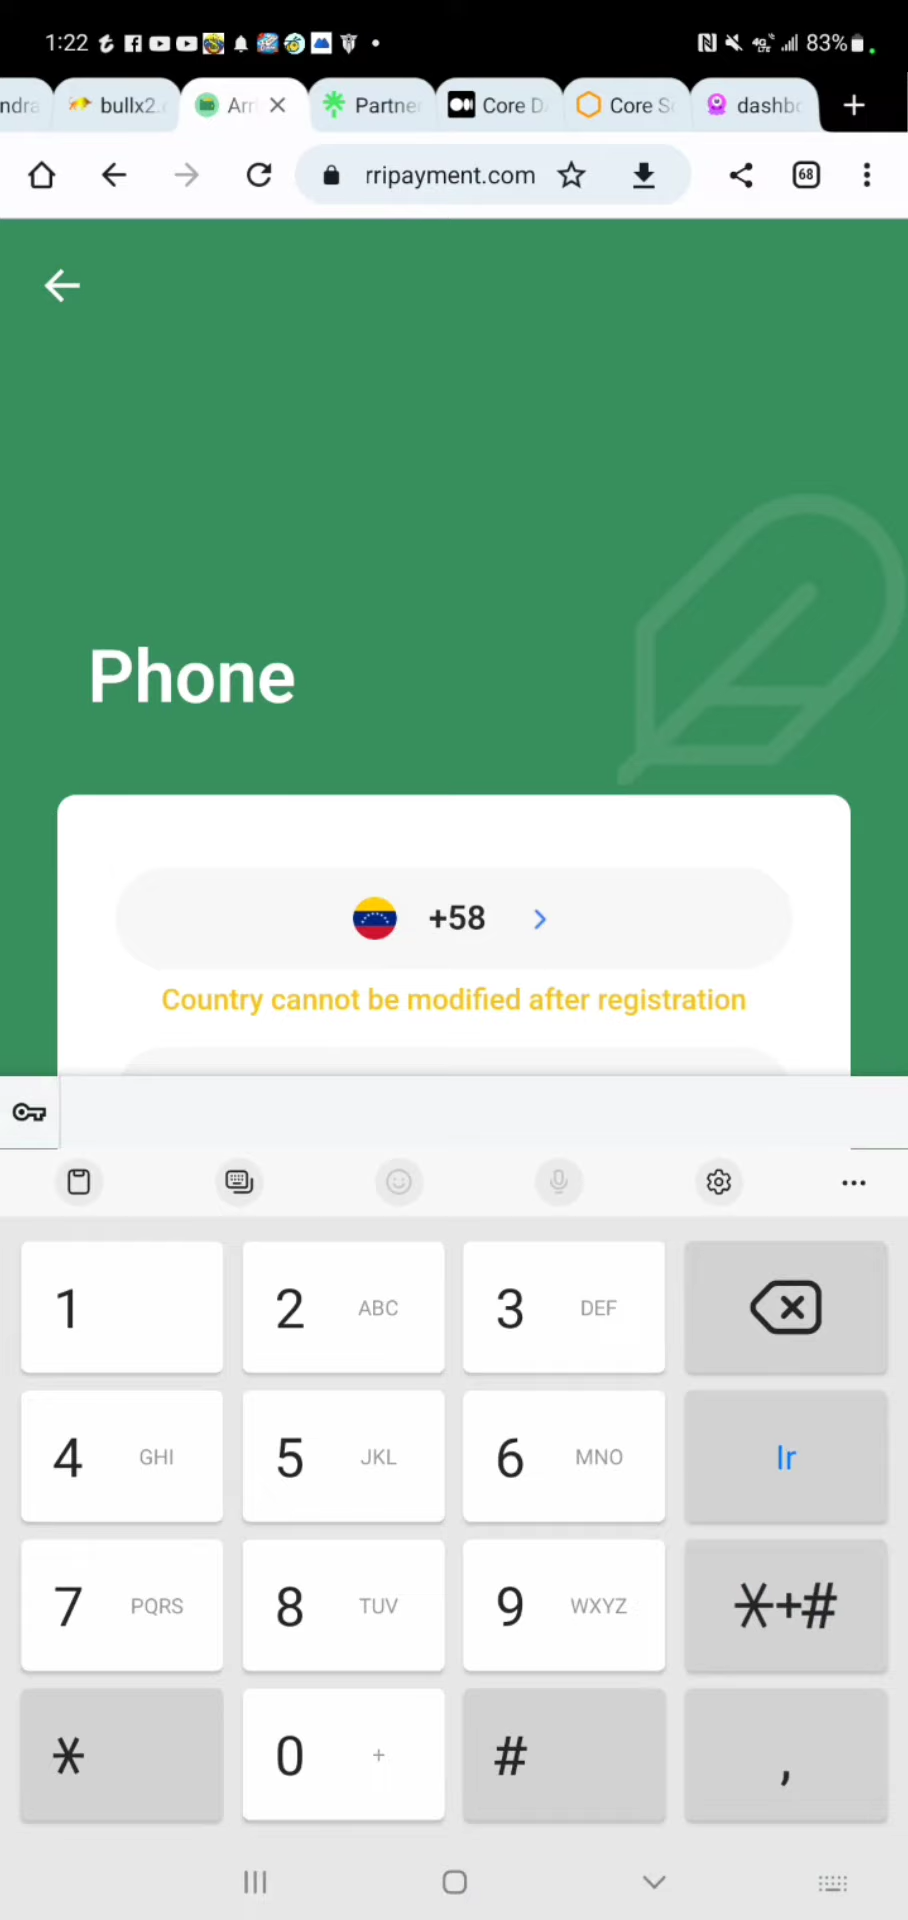 1:22
83%
ndra
bullx2.
Arr
Partne
Core D
Core S
dashbo
rripayment.com
68
Phone
+58
Country cannot be modified after registration
1
2 ABC
3 DEF
4 GHI
5 JKL
6 MNO
Ir
7 PQRS
8 TUV
9 WXYZ
*+#
*
0 +
#
,